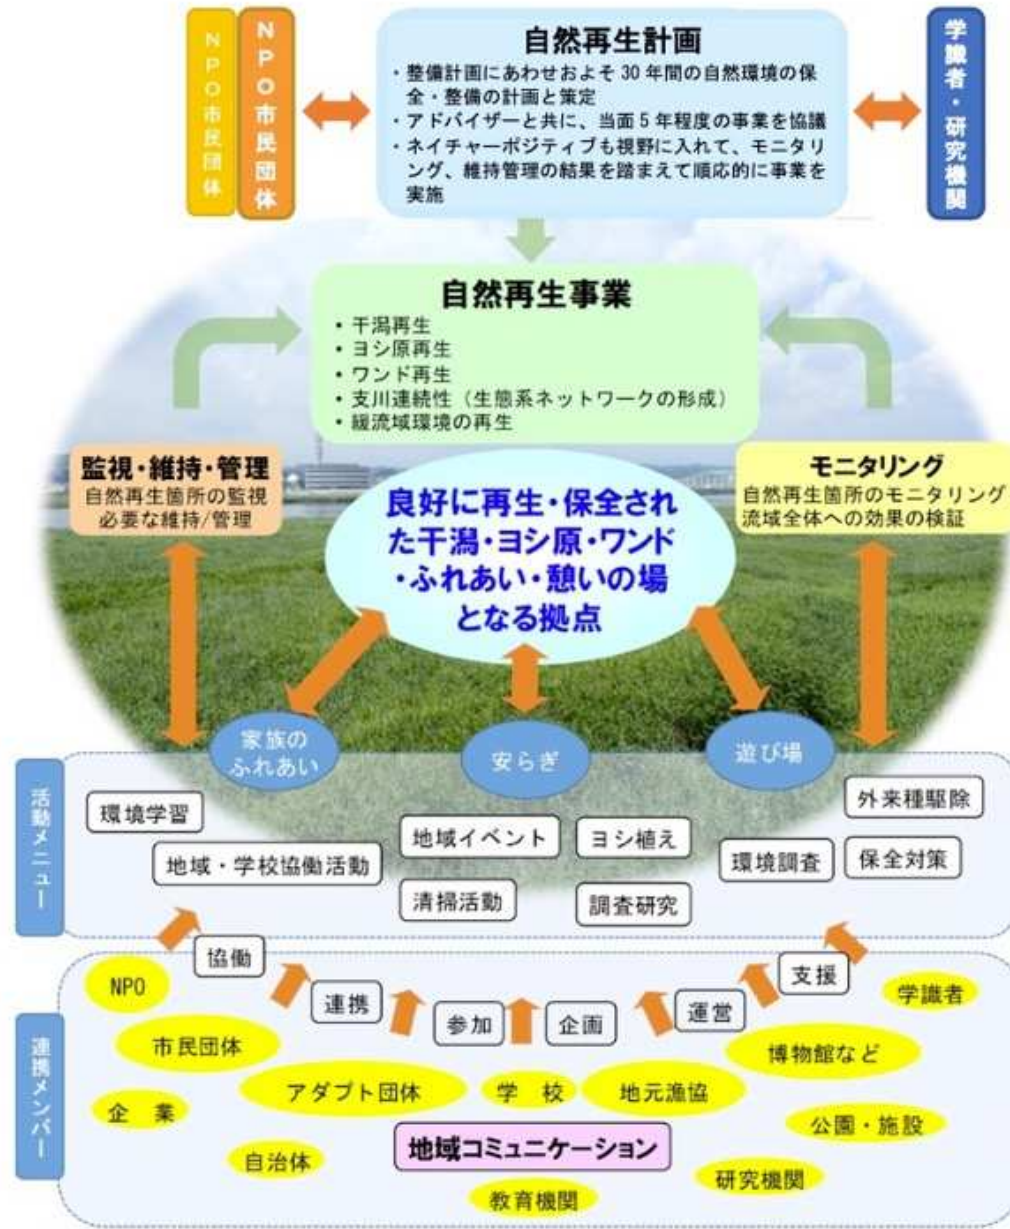 NPO市民団体
NPO市民団体
自然再生計画
・整備計画にあわせおよそ30年間の自然環境の保
全・整備の計画と策定
・アドバイザーと共に、当面5年程度の事業を協議
・ネイチャーポジティブも視野に入れて、モニタリ
ング、維持管理の結果を踏まえて順応的に事業を
実施
学識者・研究機関
自然再生事業
• 干潟再生
• ヨシ原再生
• ワンド再生
• 支川連続性（生態系ネットワークの形成）
• 緩流域環境の再生
監視・維持・管理
自然再生箇所の監視
必要な維持/管理
モニタリング
自然再生箇所のモニタリング
流域全体への効果の検証
良好に再生・保全され
た干潟・ヨシ原・ワンド
・ふれあい・憩いの場
となる拠点
家族の
ふれあい
安らぎ
遊び場
活動メニュー
環境学習
地域・学校協働活動
地域イベント
清掃活動
ヨシ植え
調査研究
環境調査
外来種駆除
保全対策
協働
連携
参加
企画
運営
支援
連携メンバー
NPO
市民団体
企　業
アダプト団体
自治体
学　校
地元漁協
地域コミュニケーション
教育機関
博物館など
学識者
公園・施設
研究機関